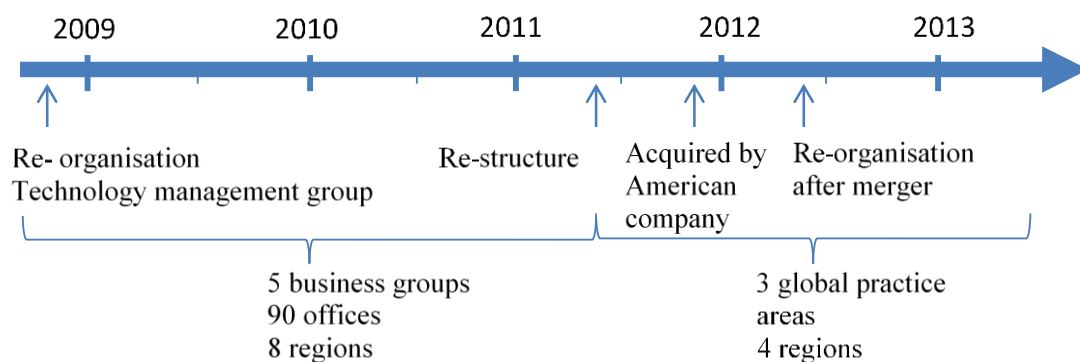 2009 2010 2011 2012 2013
Re- organisation
Technology management group
Re-structure
Acquired by
American
company
Re-organisation
after merger
5 business groups
90 offices
8 regions
3 global practice
areas
4 regions